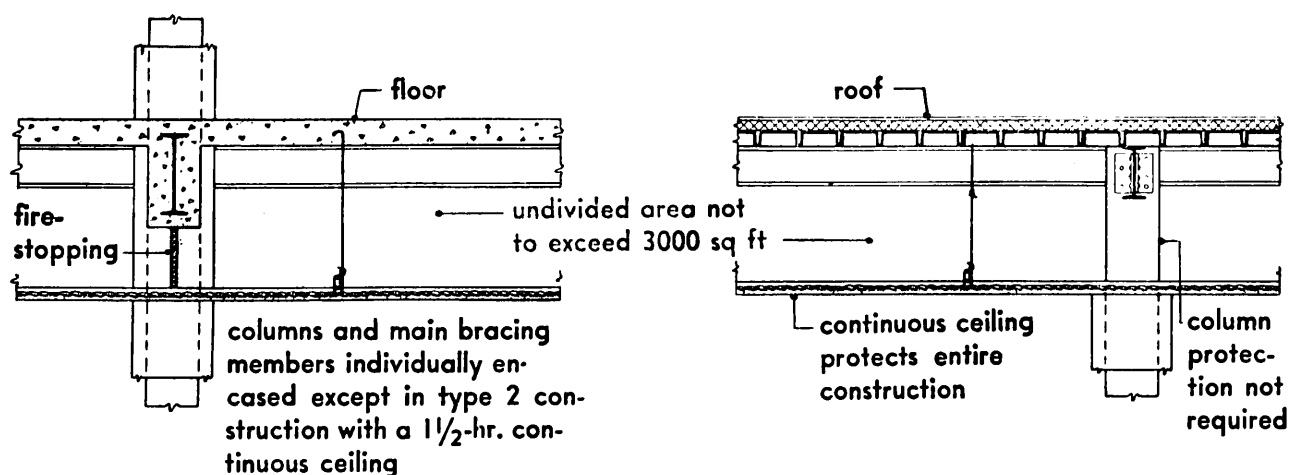 floor
fire-
stopping
undivided area not
to exceed 3000 sq ft
columns and main bracing
members individually en-
cased except in type 2 con-
struction with a 1 1/2-hr. con-
tinuous ceiling
roof
continuous ceiling
protects entire
construction
column
protec-
tion not
required